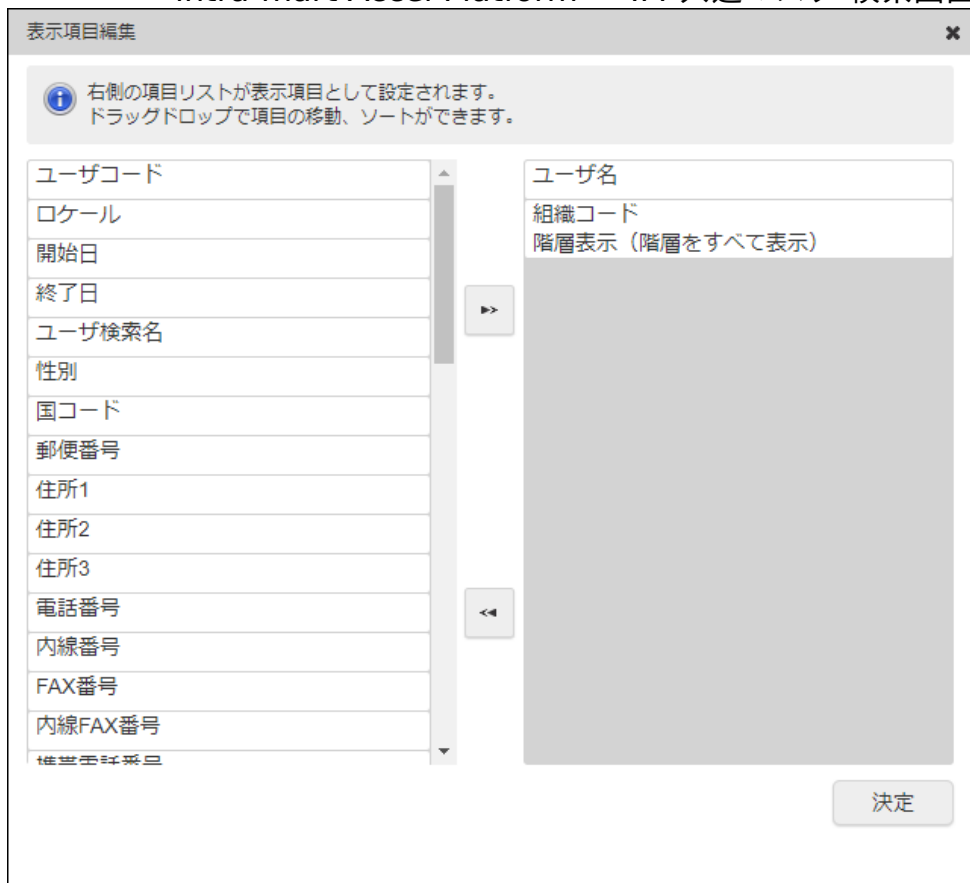 表示項目編集
右側の項目リストが表示項目として設定されます。
ドラッグドロップで項目の移動、ソートができます。
ユーザコード
ロケール
開始日
終了日
ユーザ検索名
性別
国コード
郵便番号
住所1
住所2
住所3
電話番号
内線番号
FAX番号
内線FAX番号
携帯電話番号
ユーザ名
組織コード
階層表示（階層をすべて表示）
決定